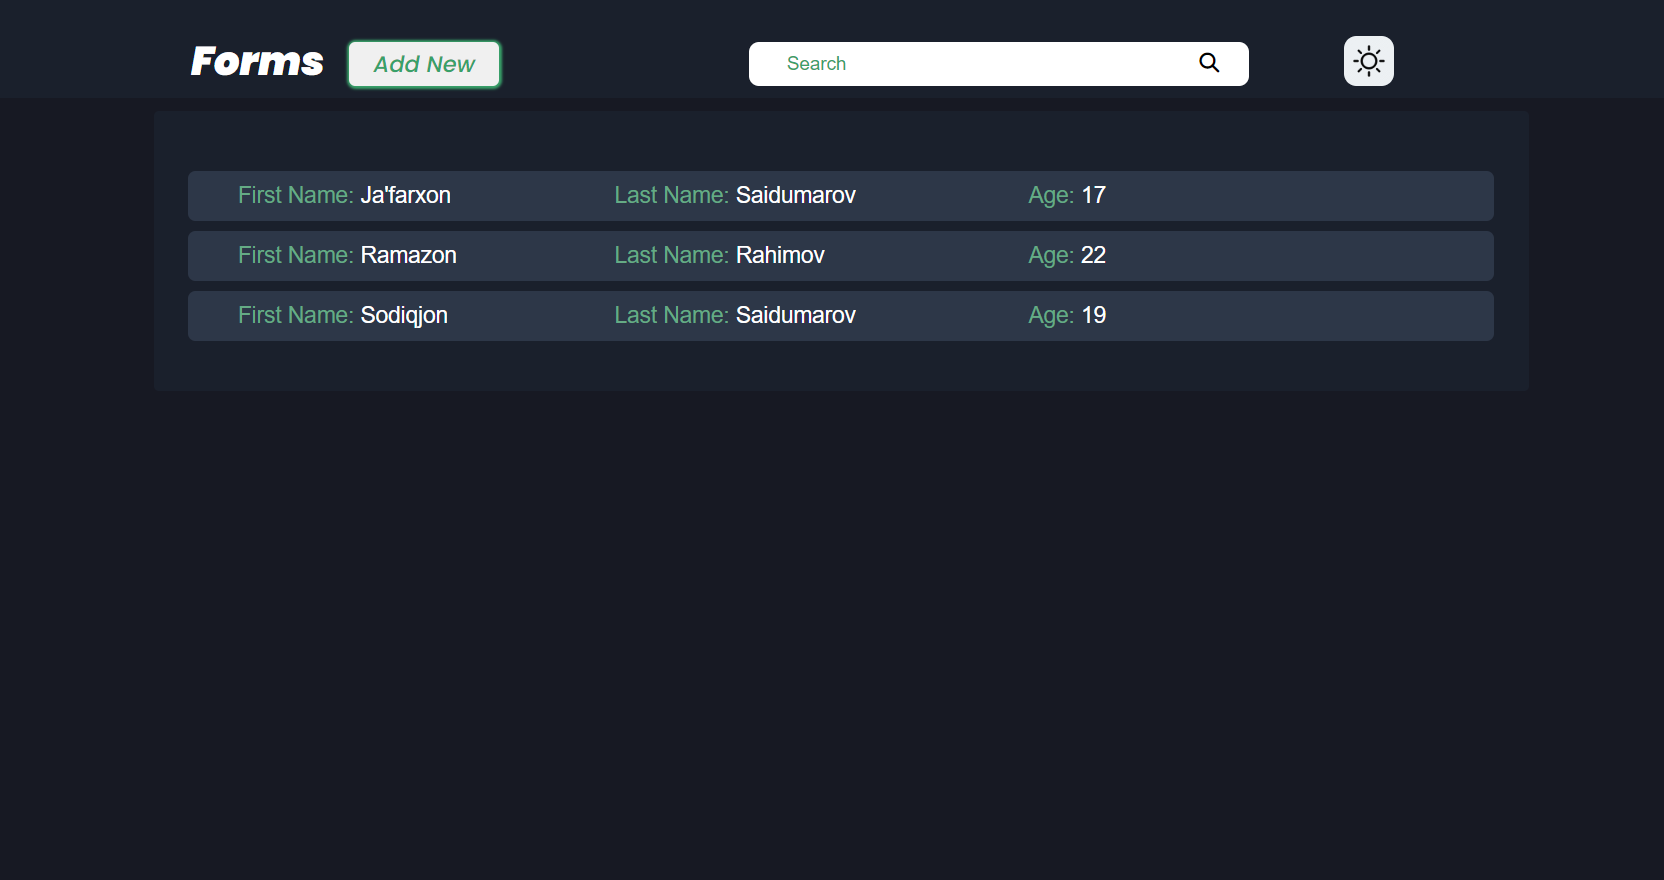 Forms Add New Search
First Name: Ja'farxon Last Name: Saidumarov Age: 17
First Name: Ramazon Last Name: Rahimov Age: 22
First Name: Sodiqjon Last Name: Saidumarov Age: 19